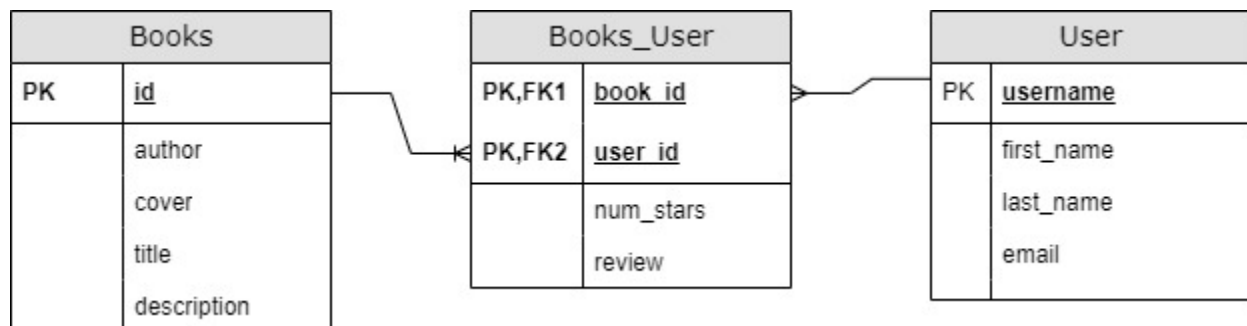 Books
PK id
author
cover
title
description
Books_User
PK,FK1 book_id
PK,FK2 user_id
num_stars
review
User
PK username
first_name
last_name
email